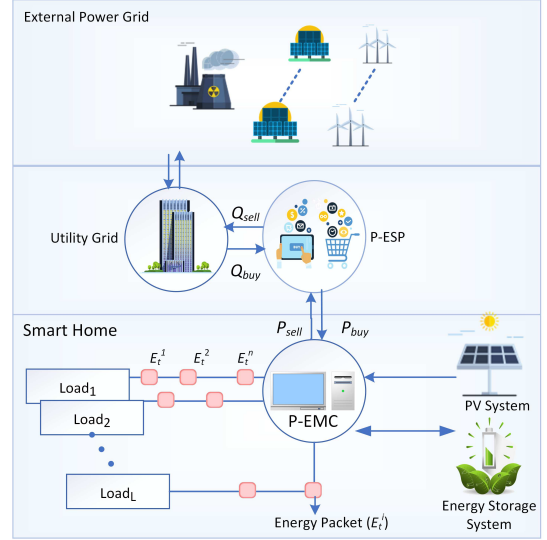 External Power Grid
Utility Grid
Q_sell
Q_buy
P-ESP
Smart Home
P_sell
P_buy
E_t^1
E_t^2
E_t^n
Load_1
Load_2
Load_L
P-EMC
PV System
Energy Storage
System
Energy Packet (E_t^i)